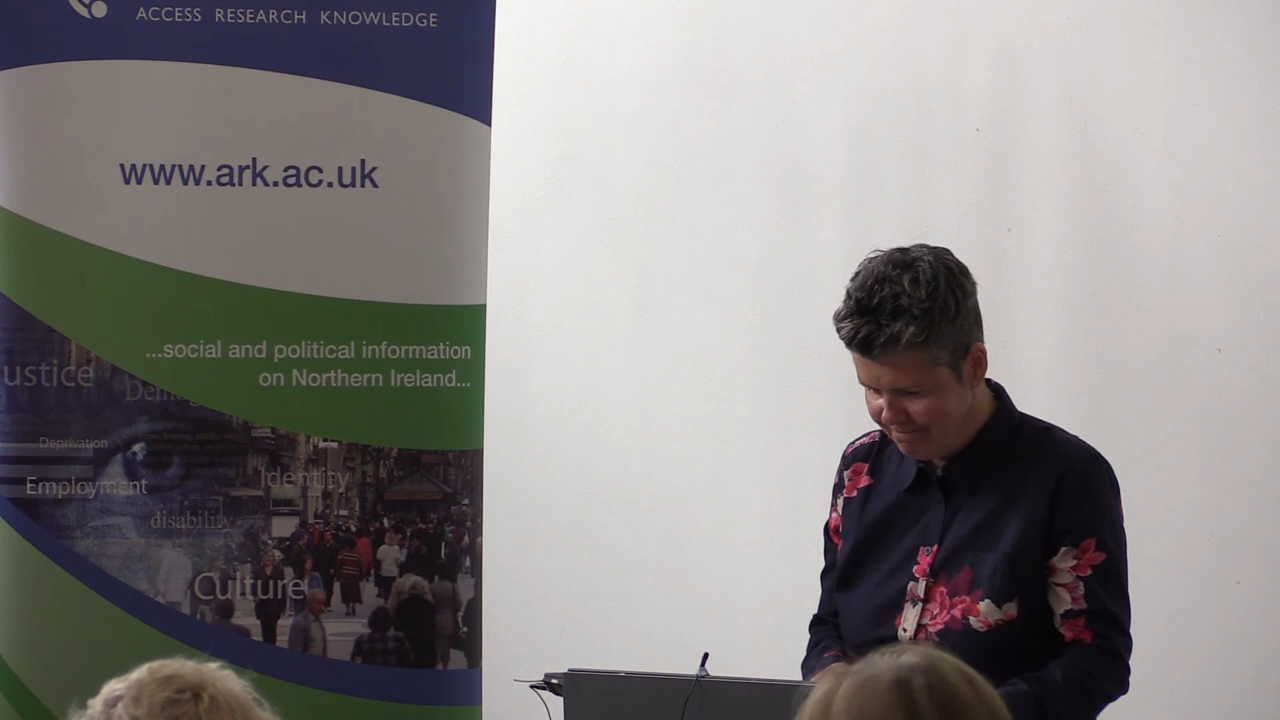 ACCESS RESEARCH KNOWLEDGE
www.ark.ac.uk
...social and political information
on Northern Ireland...
ustice
Deprivation
Employment
Identity
disability
Culture